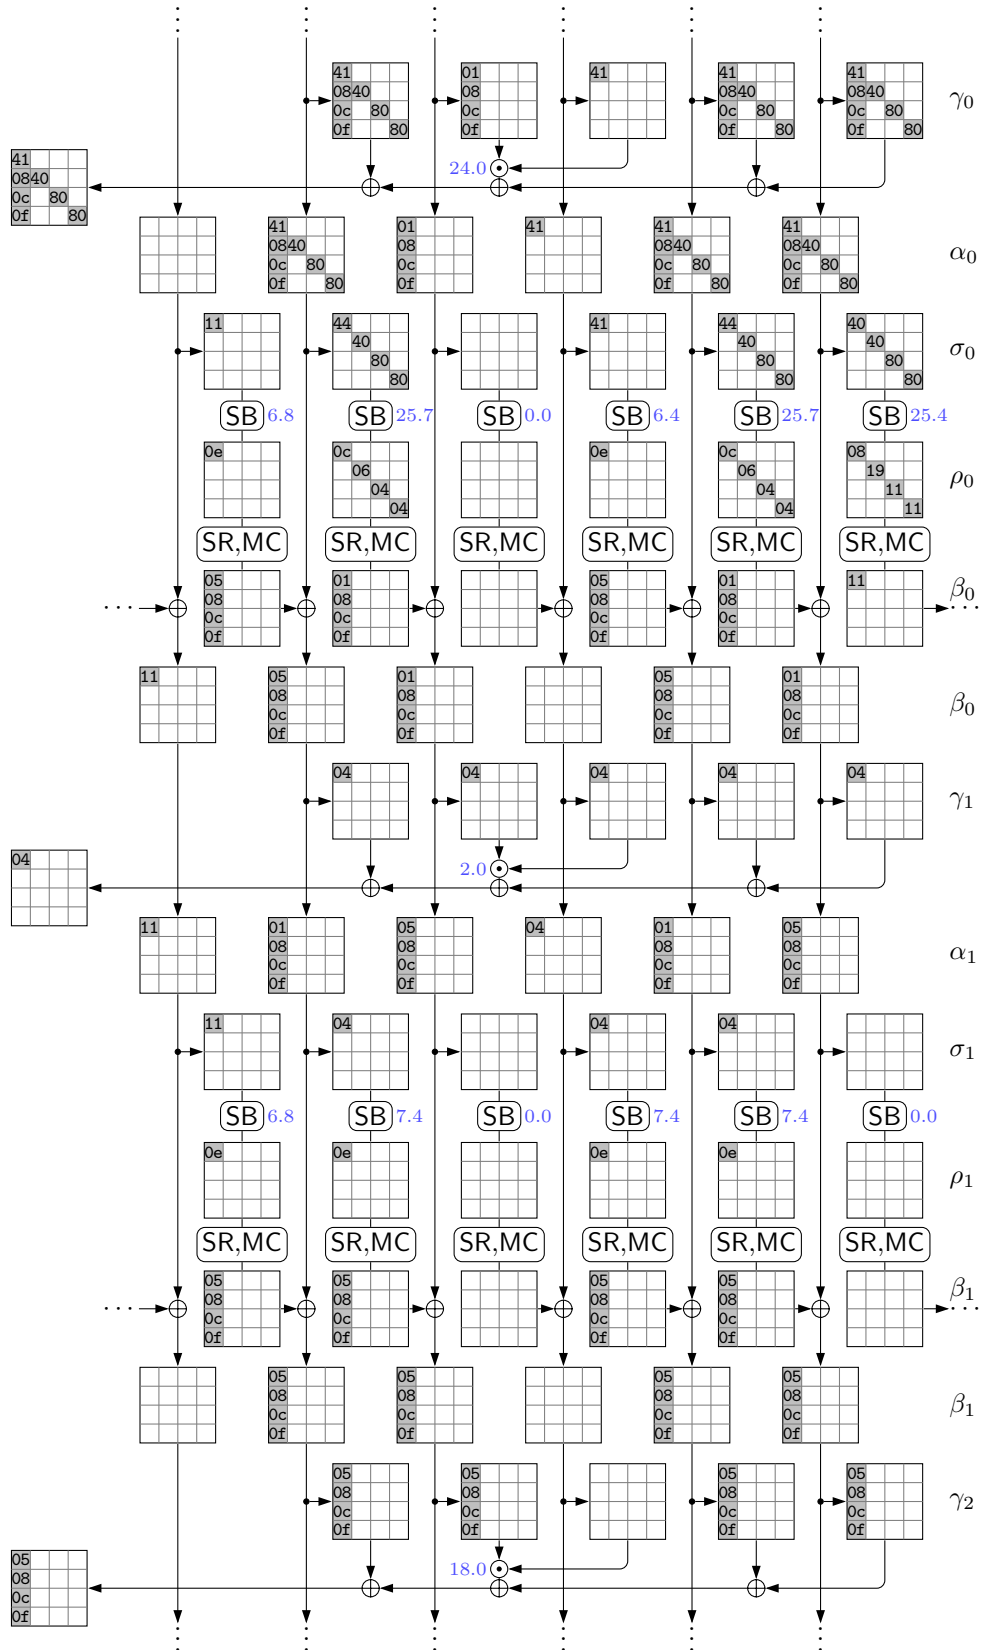 ⋮ ⋮ ⋮ ⋮ ⋮ ⋮
41 01 41 41 41
0840 08 0840 0840
0c 80 0c 0c 80 0c 80
0f 80 0f 0f 80 0f 80
γ0
24.0
41
0840
0c 80
0f 80
41 01 41 41 41
0840 08 0840 0840
0c 80 0c 0c 80 0c 80
0f 80 0f 0f 80 0f 80
α0
11 44 41 44 40
40 40 40
80 80 80
80 80 80
σ0
SB 6.8 SB 25.7 SB 0.0 SB 6.4 SB 25.7 SB 25.4
0e 0c 0e 0c 08
06 06 19
04 04 11
04 04 11
ρ0
SR,MC SR,MC SR,MC SR,MC SR,MC SR,MC
05 01 05 01 11
08 08 08 08
0c 0c 0c 0c
0f 0f 0f 0f
β0
··· ···
11 05 01 05 01
08 08 08 08
0c 0c 0c 0c
0f 0f 0f 0f
β0
04 04 04 04 04
γ1
2.0
04
11 01 05 04 01 05
08 08 08 08
0c 0c 0c 0c
0f 0f 0f 0f
α1
11 04 04 04
σ1
SB 6.8 SB 7.4 SB 0.0 SB 7.4 SB 7.4 SB 0.0
0e 0e 0e 0e
ρ1
SR,MC SR,MC SR,MC SR,MC SR,MC SR,MC
05 05 05 05
08 08 08 08
0c 0c 0c 0c
0f 0f 0f 0f
β1
··· ···
05 05 05 05
08 08 08 08
0c 0c 0c 0c
0f 0f 0f 0f
β1
05 05 05 05
08 08 08 08
0c 0c 0c 0c
0f 0f 0f 0f
γ2
18.0
05
08
0c
0f
⋮ ⋮ ⋮ ⋮ ⋮ ⋮